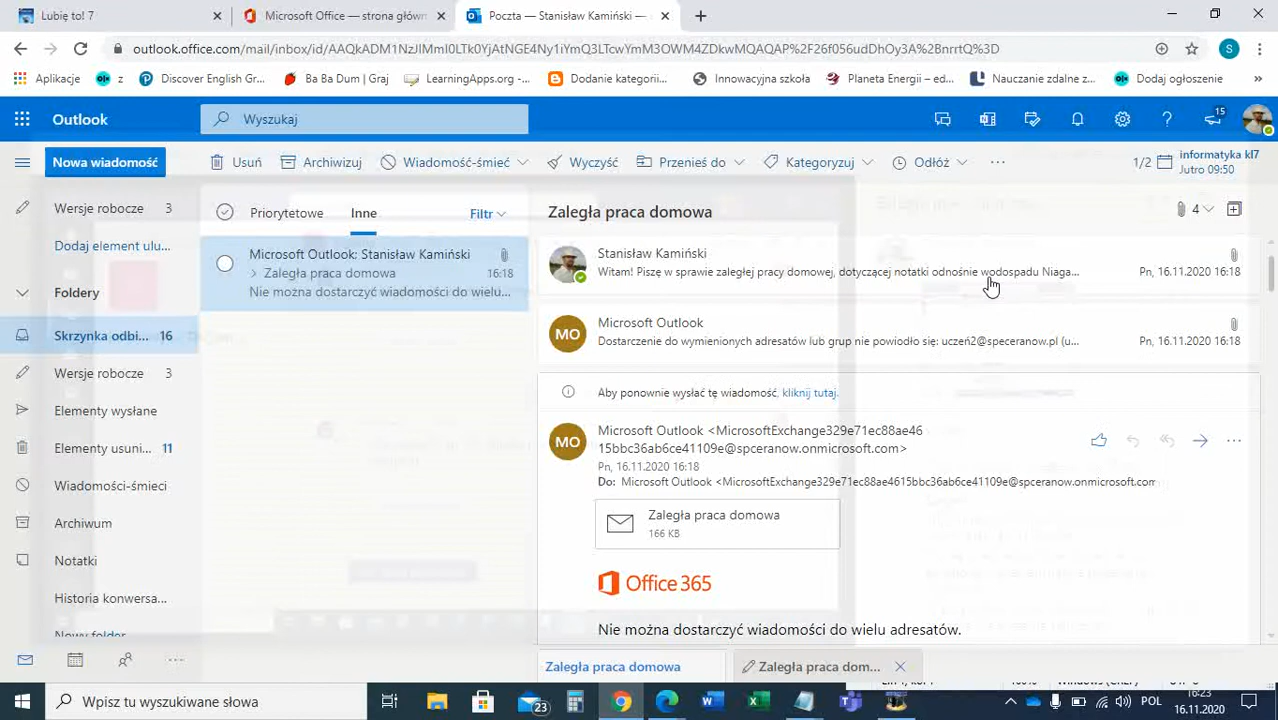 Lubię to! 7
Microsoft Office — strona główn
Poczta — Stanisław Kamiński —
outlook.office.com/mail/inbox/id/AAQkADM1NzJlMmI0LTk0YjAtNGE4Ny1iYmQ3LTcwYmM3OWM4ZDkwMQAQAP%2F26f056udDhOy3A%2BnrrtQ%3D
S
Aplikacje
z
Discover English Gr...
Ba Ba Dum | Graj
LearningApps.org -...
Dodanie kategorii...
Innowacyjna szkoła
Planeta Energii – ed...
Nauczanie zdalne z...
Dodaj ogłoszenie
»
Outlook
Wyszukaj
15
Nowa wiadomość
Usuń
Archiwizuj
Wiadomość-śmieć
Wyczyść
Przenieś do
Kategoryzuj
Odłóż
...
1/2
informatyka kl7
Jutro 09:50
Wersje robocze 3
Dodaj element ulu...
Foldery
Skrzynka odbi... 16
Wersje robocze 3
Elementy wysłane
Elementy usuni... 11
Wiadomości-śmieci
Archiwum
Notatki
Historia konwersa...
Nowy folder
Priorytetowe
Inne
Filtr
Microsoft Outlook; Stanisław Kamiński
Zaległa praca domowa
16:18
Nie można dostarczyć wiadomości do wielu...
Zaległa praca domowa
4
Stanisław Kamiński
Witam! Piszę w sprawie zaległej pracy domowej, dotyczącej notatki odnośnie wodospadu Niaga...
Pn, 16.11.2020 16:18
MO
Microsoft Outlook
Dostarczenie do wymienionych adresatów lub grup nie powiodło się: uczeń2@speranow.pl (u...
Pn, 16.11.2020 16:18
Aby ponownie wysłać tę wiadomość, kliknij tutaj.
MO
Microsoft Outlook <MicrosoftExchange329e71ec88ae46
15bbc36ab6ce41109e@spceranow.onmicrosoft.com>
Pn, 16.11.2020 16:18
Do: Microsoft Outlook <MicrosoftExchange329e71ec88ae4615bbc36ab6ce41109e@spceranow.onmicrosoft.com
Zaległa praca domowa
166 KB
Office 365
Nie można dostarczyć wiadomości do wielu adresatów.
Zaległa praca domowa
Zaległa praca dom...
Wpisz tu wyszukiwane słowa
23
POL
16:23
16.11.2020